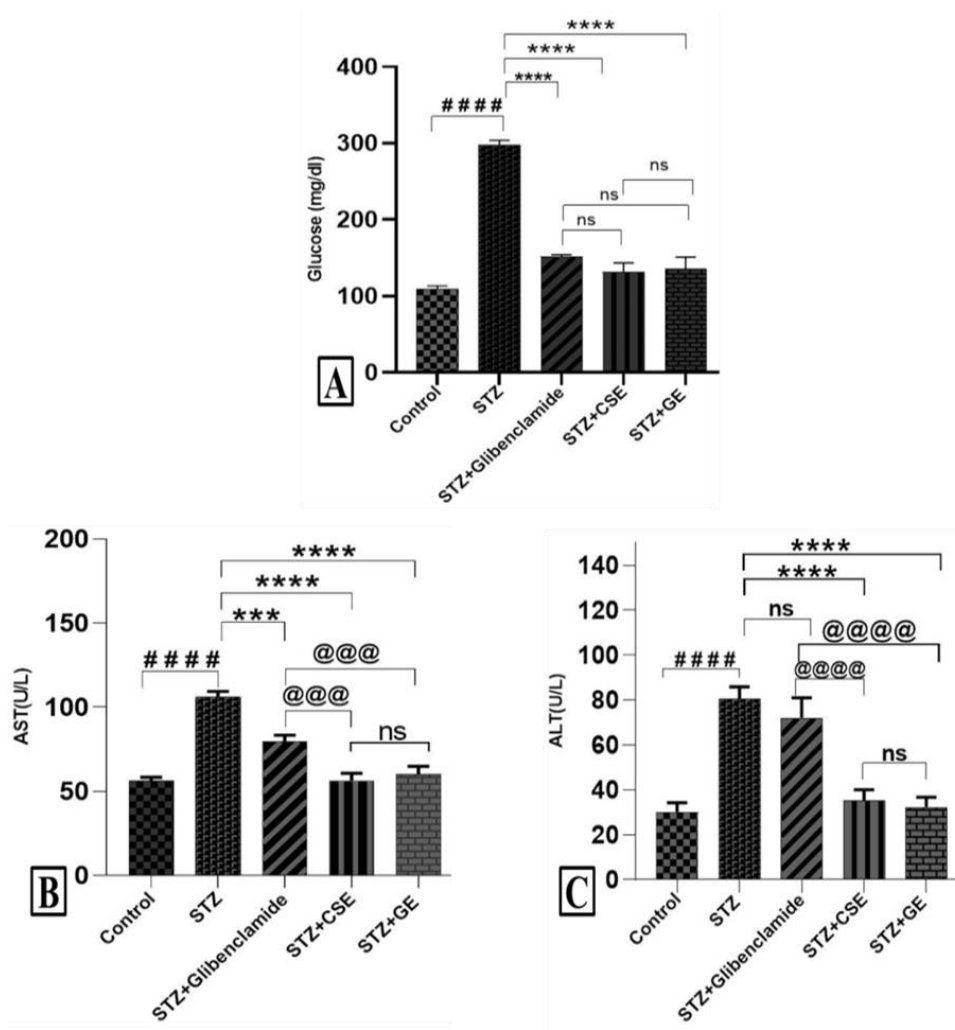 ****
****
400
****
####
300
ns
200
ns
ns
100
0
Glucose (mg/dl)
A
Control
STZ
STZ+Glibenclamide
STZ+CSE
STZ+GE
200
****
****
150
***
@@@
####
@@@
100
ns
50
0
AST(U/L)
B
Control
STZ
STZ+Glibenclamide
STZ+CSE
STZ+GE
140
****
****
120
ns
@@@@
100
####
@@@@
80
60
ns
40
20
0
ALT(U/L)
C
Control
STZ
STZ+Glibenclamide
STZ+CSE
STZ+GE